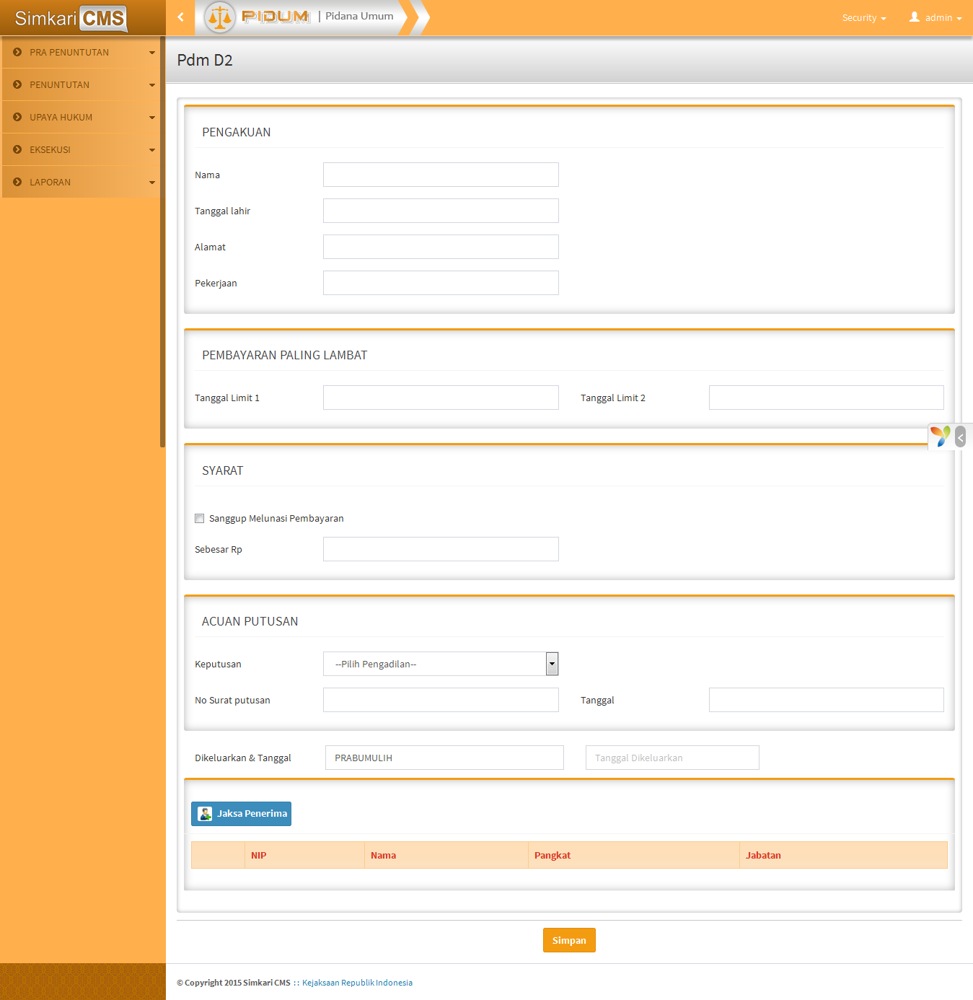 Simkari CMS
PIDUM | Pidana Umum
Security
admin
PRA PENUNTUTAN
PENUNTUTAN
UPAYA HUKUM
EKSEKUSI
LAPORAN
Pdm D2
PENGAKUAN
Nama
Tanggal lahir
Alamat
Pekerjaan
PEMBAYARAN PALING LAMBAT
Tanggal Limit 1
Tanggal Limit 2
SYARAT
Sanggup Melunasi Pembayaran
Sebesar Rp
ACUAN PUTUSAN
Keputusan
--Pilih Pengadilan--
No Surat putusan
Tanggal
Dikeluarkan & Tanggal
PRABUMULIH
Tanggal Dikeluarkan
Jaksa Penerima
NIP Nama Pangkat Jabatan
Simpan
© Copyright 2015 Simkari CMS :: Kejaksaan Republik Indonesia